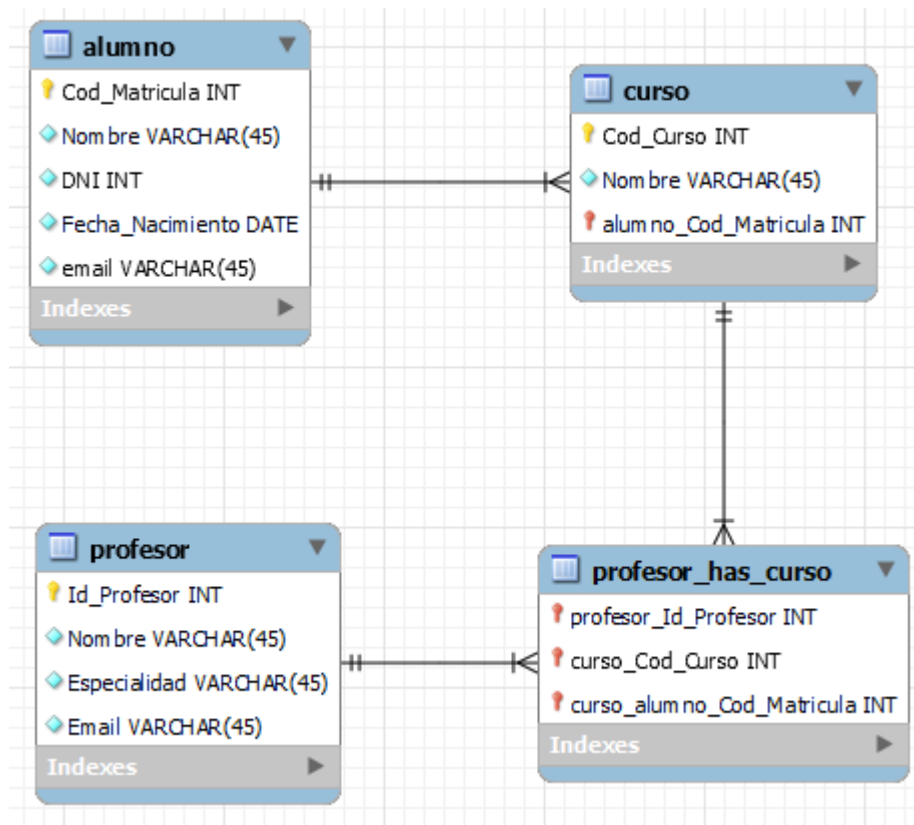 alumno
Cod_Matricula INT
Nombre VARCHAR(45)
DNI INT
Fecha_Nacimiento DATE
email VARCHAR(45)
Indexes
curso
Cod_Curso INT
Nombre VARCHAR(45)
alumno_Cod_Matricula INT
Indexes
profesor
Id_Profesor INT
Nombre VARCHAR(45)
Especialidad VARCHAR(45)
Email VARCHAR(45)
Indexes
profesor_has_curso
profesor_Id_Profesor INT
curso_Cod_Curso INT
curso_alumno_Cod_Matricula INT
Indexes